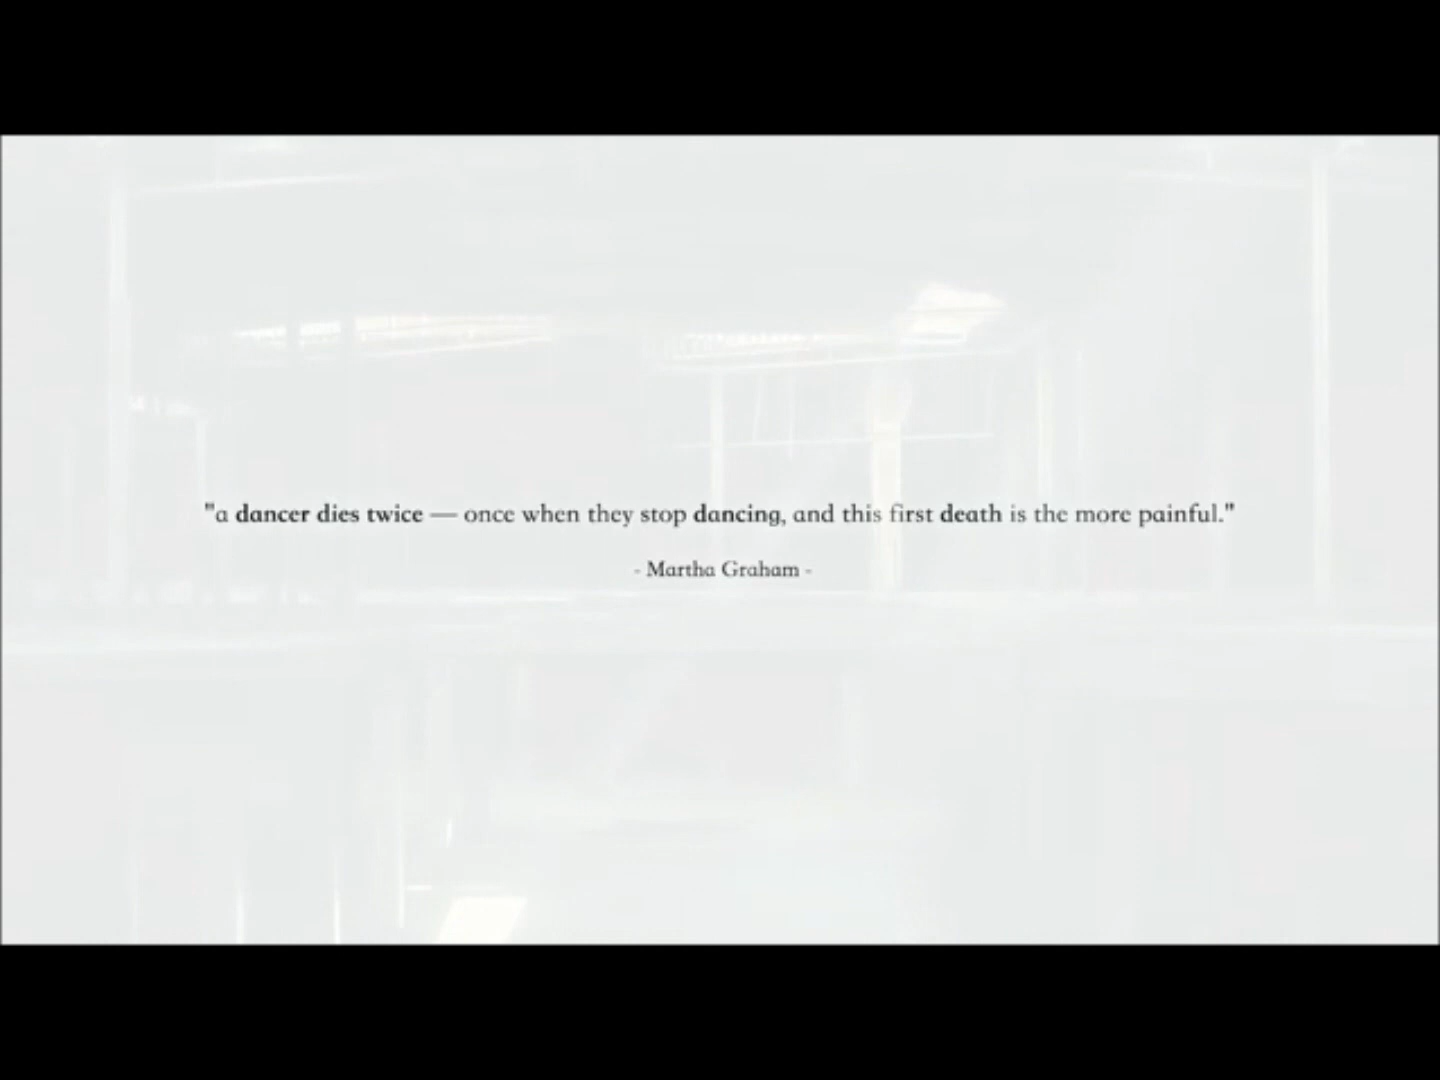 "a dancer dies twice — once when they stop dancing, and this first death is the more painful."
- Martha Graham -